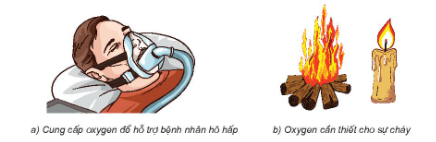 a) Cung cấp oxygen để hỗ trợ bệnh nhân hô hấp
b) Oxygen cần thiết cho sự cháy